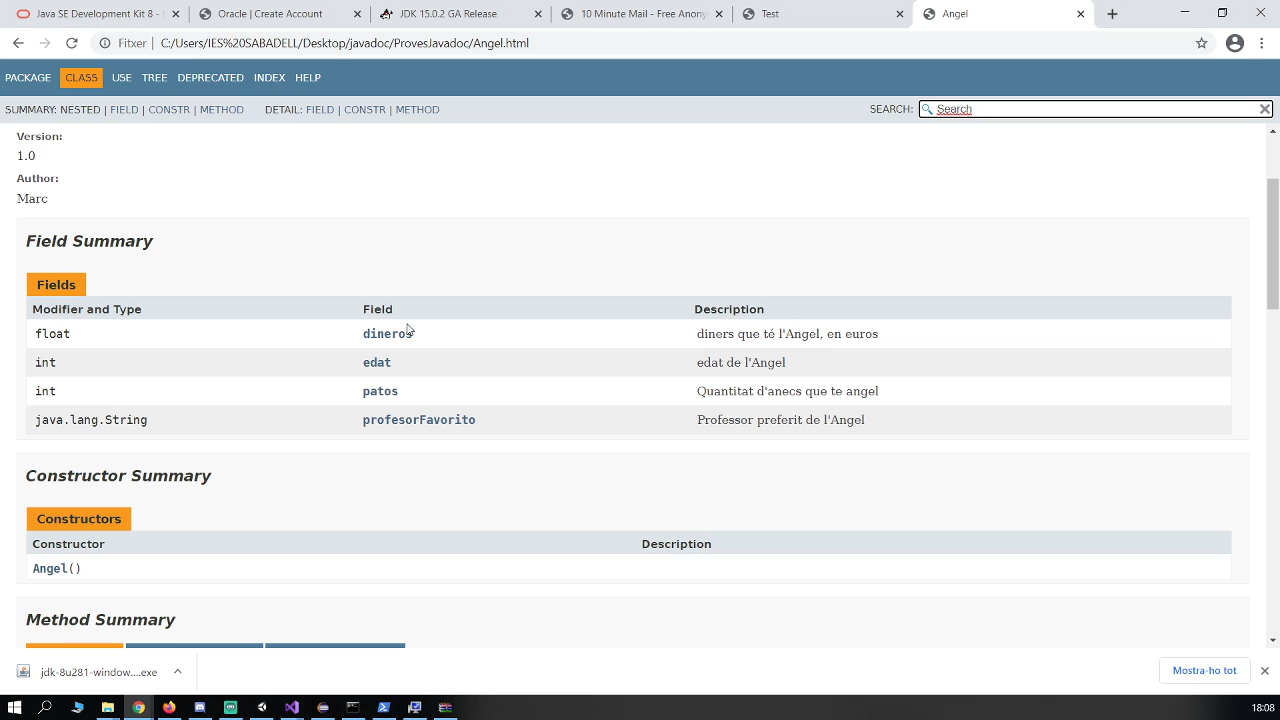 Java SE Development Kit 8 -
Oracle | Create Account
JDK 15.0.2 GA Release
10 Minute Mail - Free Anony
Test
Angel
Fitxer
C:/Users/IES%20SABADELL/Desktop/javadoc/ProvesJavadoc/Angel.html
PACKAGE CLASS USE TREE DEPRECATED INDEX HELP
SUMMARY: NESTED | FIELD | CONSTR | METHOD DETAIL: FIELD | CONSTR | METHOD SEARCH: Search
Version:
1.0
Author:
Marc
Field Summary
Fields
Modifier and Type Field Description
float dineros diners que té l'Angel, en euros
int edat edat de l'Angel
int patos Quantitat d'anecs que te angel
java.lang.String profesorFavorito Professor preferit de l'Angel
Constructor Summary
Constructors
Constructor Description
Angel()
Method Summary
jdk-8u281-window....exe
Mostra-ho tot
18:08